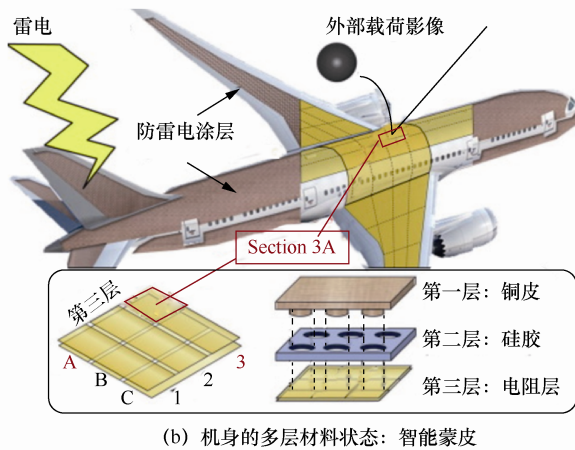 雷电
外部载荷影像
防雷电涂层
Section 3A
第三层
A
B
C
1
2
3
第一层：铜皮
第二层：硅胶
第三层：电阻层
(b) 机身的多层材料状态：智能蒙皮